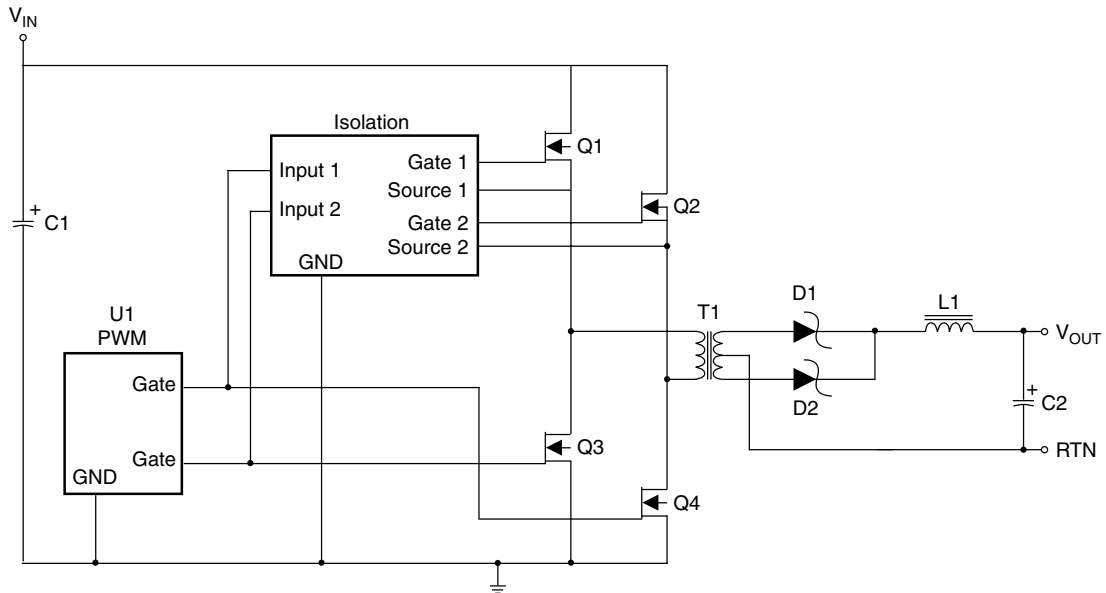 VIN
Isolation
Input 1
Input 2
Gate 1
Source 1
Gate 2
Source 2
GND
Q1
Q2
+
C1
U1
PWM
Gate
Gate
GND
T1
D1
D2
L1
VOUT
+
C2
RTN
Q3
Q4